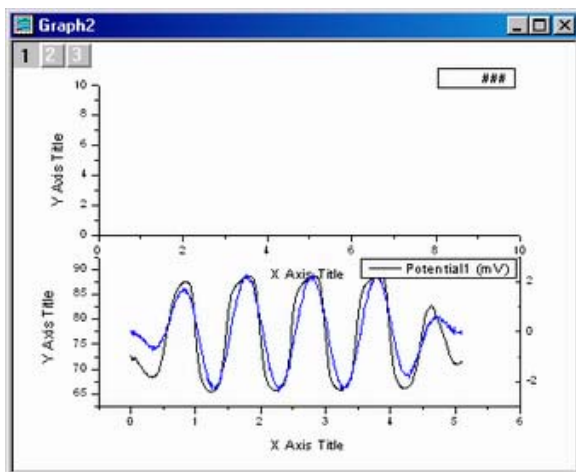 Graph2
1 2 3
###
10
8
6
4
2
0
Y Axis Title
0 2 4 6 8 10
X Axis Title
Potential1 (mV)
90
85
80
75
70
65
Y Axis Title
2
0
-2
0 1 2 3 4 5 6
X Axis Title